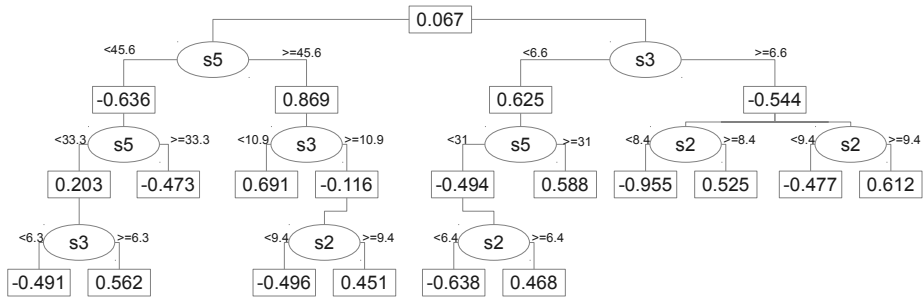 0.067
<45.6 s5 >=45.6 <6.6 s3 >=6.6
-0.636 0.869 0.625 -0.544
<33.3 s5 >=33.3 <10.9 s3 >=10.9 <31 s5 >=31 <8.4 s2 >=8.4 <9.4 s2 >=9.4
0.203 -0.473 0.691 -0.116 -0.494 0.588 -0.955 0.525 -0.477 0.612
<6.3 s3 >=6.3 <9.4 s2 >=9.4 <6.4 s2 >=6.4
-0.491 0.562 -0.496 0.451 -0.638 0.468